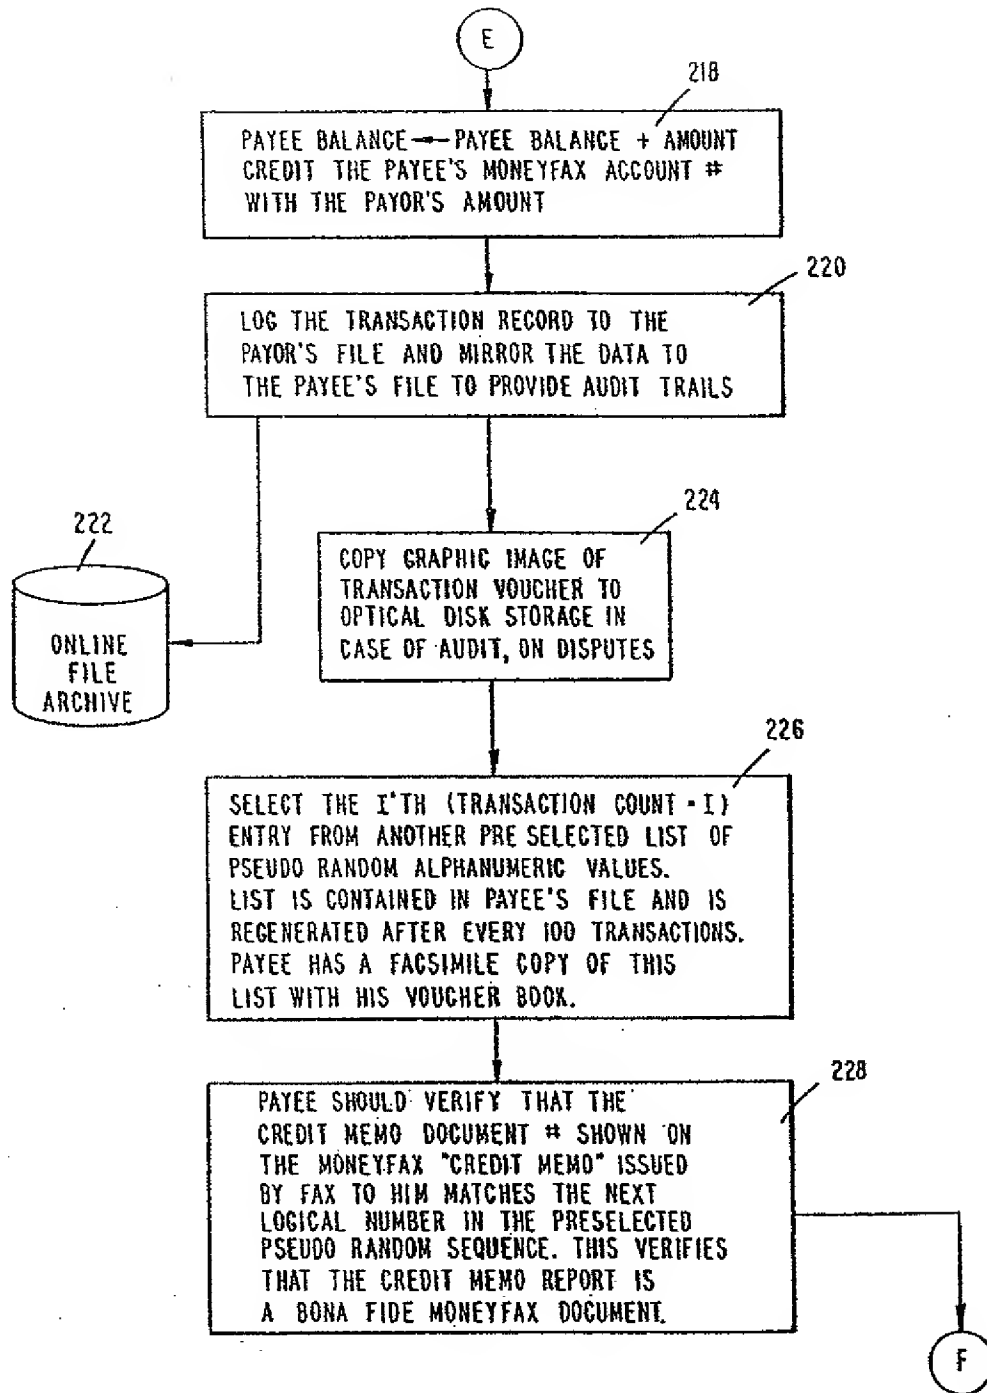 E
218
PAYEE BALANCE ← PAYEE BALANCE + AMOUNT
CREDIT THE PAYEE'S MONEYFAX ACCOUNT #
WITH THE PAYOR'S AMOUNT
220
LOG THE TRANSACTION RECORD TO THE
PAYOR'S FILE AND MIRROR THE DATA TO
THE PAYEE'S FILE TO PROVIDE AUDIT TRAILS
222
ONLINE
FILE
ARCHIVE
224
COPY GRAPHIC IMAGE OF
TRANSACTION VOUCHER TO
OPTICAL DISK STORAGE IN
CASE OF AUDIT, ON DISPUTES
226
SELECT THE I'TH (TRANSACTION COUNT - I)
ENTRY FROM ANOTHER PRE SELECTED LIST OF
PSEUDO RANDOM ALPHANUMERIC VALUES.
LIST IS CONTAINED IN PAYEE'S FILE AND IS
REGENERATED AFTER EVERY 100 TRANSACTIONS.
PAYEE HAS A FACSIMILE COPY OF THIS
LIST WITH HIS VOUCHER BOOK.
228
PAYEE SHOULD VERIFY THAT THE
CREDIT MEMO DOCUMENT # SHOWN ON
THE MONEYFAX "CREDIT MEMO" ISSUED
BY FAX TO HIM MATCHES THE NEXT
LOGICAL NUMBER IN THE PRESELECTED
PSEUDO RANDOM SEQUENCE. THIS VERIFIES
THAT THE CREDIT MEMO REPORT IS
A BONA FIDE MONEYFAX DOCUMENT.
F